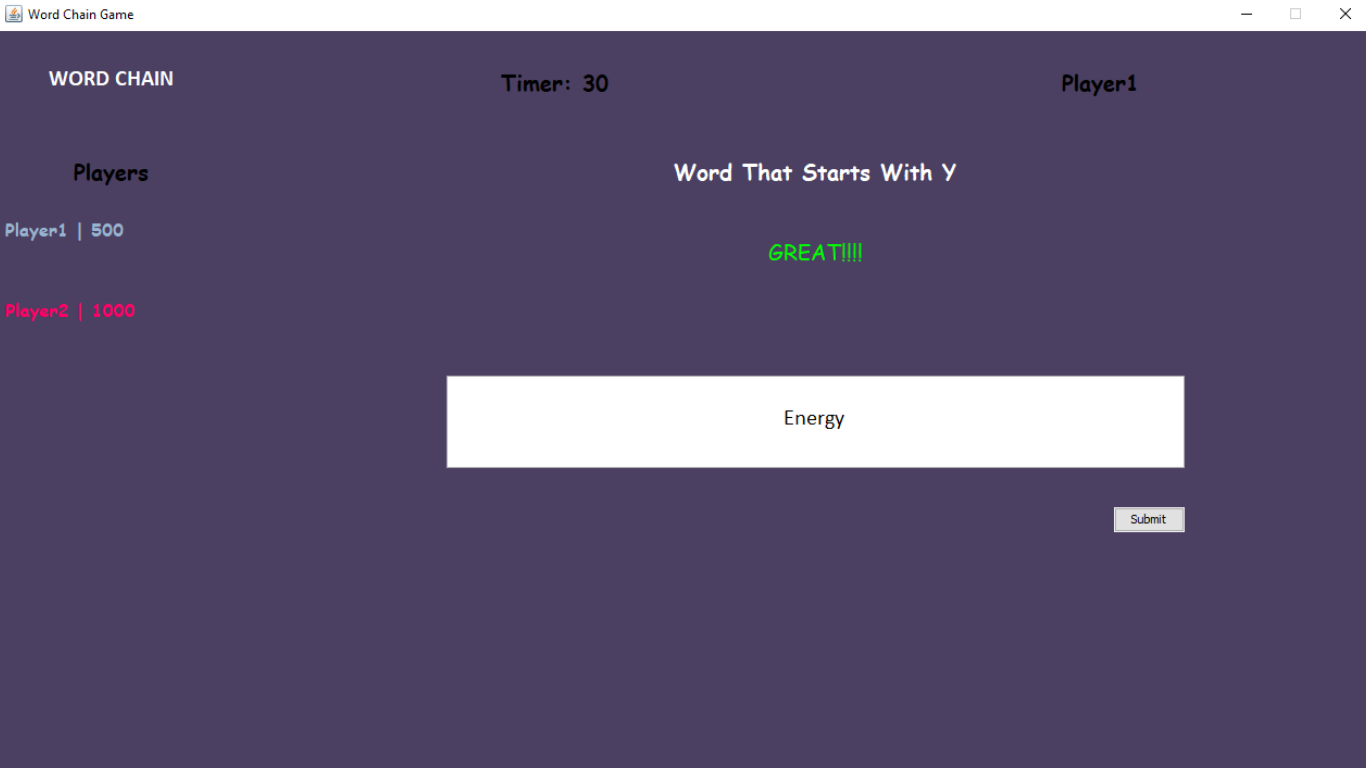 Word Chain Game
WORD CHAIN
Timer: 30
Player1
Players
Word That Starts With Y
Player1 | 500
GREAT!!!!
Player2 | 1000
Energy
Submit